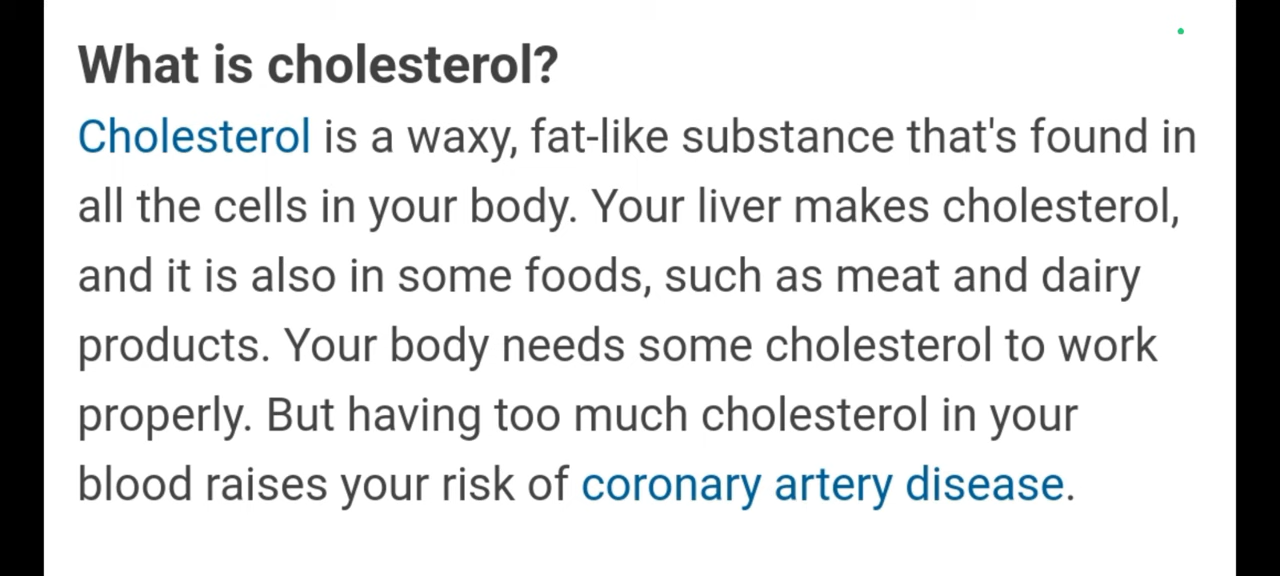 What is cholesterol?
Cholesterol is a waxy, fat-like substance that's found in
all the cells in your body. Your liver makes cholesterol,
and it is also in some foods, such as meat and dairy
products. Your body needs some cholesterol to work
properly. But having too much cholesterol in your
blood raises your risk of coronary artery disease.